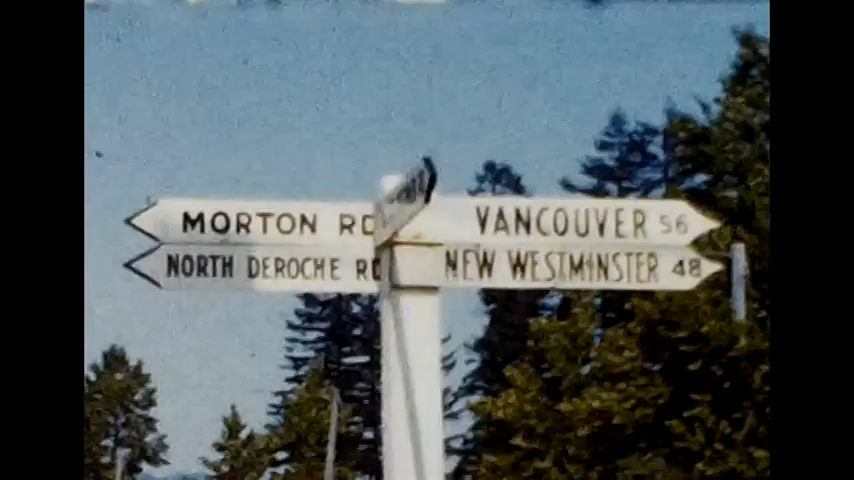 MORTON RD
VANCOUVER 56
NORTH DEROCHE RD
NEW WESTMINSTER 48